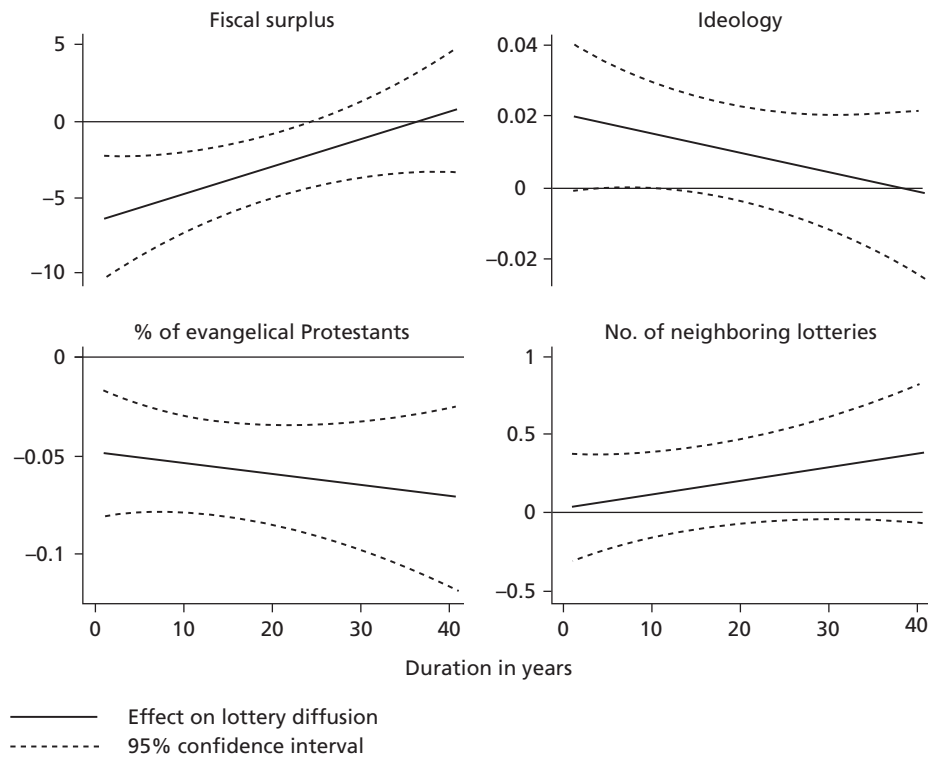 Fiscal surplus
5
0
–5
–10
Ideology
0.04
0.02
0
–0.02
% of evangelical Protestants
0
–0.05
–0.1
0 10 20 30 40
No. of neighboring lotteries
1
0.5
0
–0.5
0 10 20 30 40
Duration in years
Effect on lottery diffusion
95% confidence interval